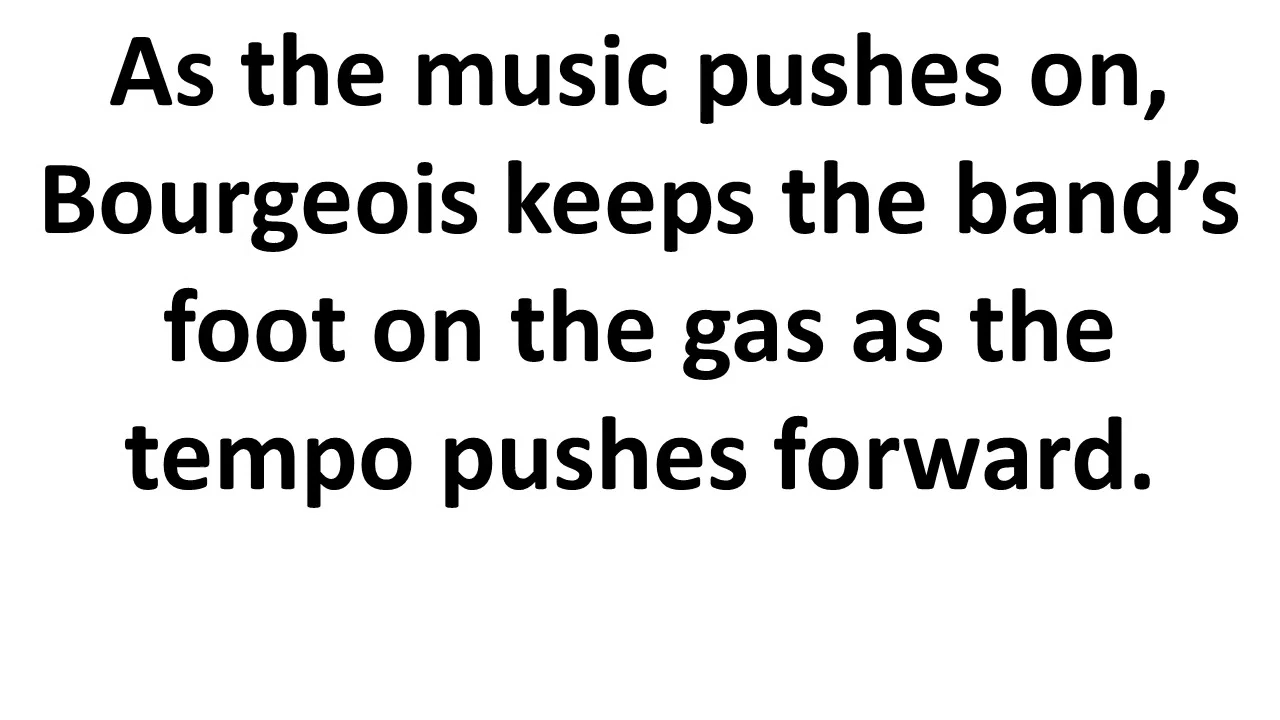 As the music pushes on,
Bourgeois keeps the band’s
foot on the gas as the
tempo pushes forward.